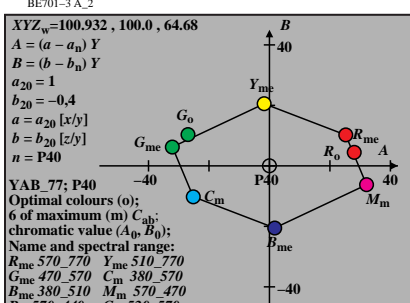 BE701-3 A_2
XYZw=100.932 , 100.0 , 64.68
A = (a – an) Y
B = (b – bn) Y
a20 = 1
b20 = –0,4
a = a20 [x/y]
b = b20 [z/y]
n = P40
YAB_77; P40
Optimal colours (o);
6 of maximum (m) Cab;
chromatic value (A0, B0);
Name and spectral range:
Rme 570_770 Yme 510_770
Gme 470_570 Cm 380_570
Bme 380_510 Mm 570_470
B
40
Yme
Go
Gme
Rme
Ro
A
–40
P40
40
Mm
Cm
Bme
–40